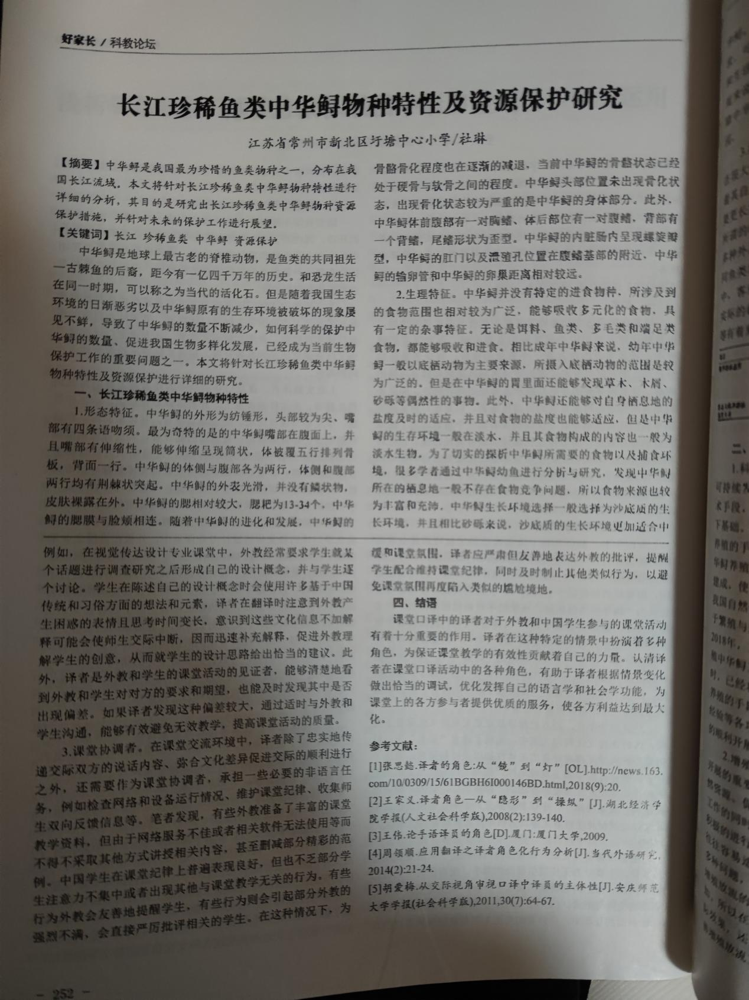 好家长 / 科教论坛
长江珍稀鱼类中华鲟物种特性及资源保护研究
江苏省常州市新北区圩塘中心小学/杜琳
【摘要】中华鲟是我国最为珍惜的鱼类物种之一，分布在我
国长江流域。本文将针对长江珍稀鱼类中华鲟物种特性进行
详细的分析，其目的是研究出长江珍稀鱼类中华鲟物种资源
保护措施，并针对未来的保护工作进行展望。
【关键词】长江 珍稀鱼类 中华鲟 资源保护
中华鲟是地球上最古老的脊椎动物，是鱼类的共同祖先
—古棘鱼的后裔，距今有一亿四千万年的历史。和恐龙生活
在同一时期，可以称之为当代的活化石。但是随着我国生态
环境的日渐恶劣以及中华鲟原有的生存环境被破坏的现象屡
见不鲜，导致了中华鲟的数量不断减少，如何科学的保护中
华鲟的数量、促进我国生物多样化发展，已经成为当前生物
保护工作的重要问题之一。本文将针对长江珍稀鱼类中华鲟
物种特性及资源保护进行详细的研究。
一、长江珍稀鱼类中华鲟物种特性
1.形态特征。中华鲟的外形为纺锤形，头部较为尖、嘴
部有四条语吻须。最为奇特的是的中华鲟嘴部在腹面上，并
且嘴部有伸缩性，能够伸缩呈现筒状，体被覆五行排列骨
板，背面一行。中华鲟的体侧与腹部各为两行，体侧和腹部
两行均有荆棘状突起。中华鲟的外表光滑，并没有鳞状物，
皮肤裸露在外。中华鲟的腮相对较大，腮耙为13-34个，中华
鲟的腮膜与脸颊相连。随着中华鲟的进化和发展，中华鲟的
骨骼骨化程度也在逐渐的减退，当前中华鲟的骨骼状态已经
处于硬骨与软骨之间的程度。中华鲟头部位置未出现骨化状
态，出现骨化状态较为严重的是中华鲟的身体部分。此外，
中华鲟体前腹部有一对胸鳍、体后部位有一对腹鳍，背部有
一个背鳍，尾鳍形状为歪型。中华鲟的内脏肠内呈现螺旋瓣
型，中华鲟的肛门以及泄殖孔位置在腹鳍基部的附近，中华
鲟的输卵管和中华鲟的卵巢距离相对较远。
2.生理特征。中华鲟并没有特定的进食物种，所涉及到
的食物范围也相对较为广泛，能够吸收多元化的食物，具
有一定的杂事特征。无论是饵料、鱼类、多毛类和端足类
食物，都能够吸收和进食。相比成年中华鲟来说，幼年中华
鲟一般以底栖动物为主要来源，所摄入底栖动物的范围是较
为广泛的。但是在中华鲟的胃里面还能够发现草木、木屑、
砂砾等偶然性的事物。此外，中华鲟还能够对自身栖息地的
盐度及时的适应，并且对食物的盐度也能够适应，但是中华
鲟的生存环境一般在淡水，并且其食物构成的内容也一般为
淡水生物。为了切实的探析中华鲟所需要的食物以及捕食环
境，很多学者通过中华鲟幼鱼进行分析与研究，发现中华鲟
所在的栖息地一般不存在食物竞争问题，所以食物来源也较
为丰富和充沛。中华鲟生长环境选择一般选择为沙底质的生
长环境，并且相比砂砾来说，沙底质的生长环境更加适合中
例如，在视觉传达设计专业课堂中，外教经常要求学生就某
个话题进行调查研究之后形成自己的设计概念，并与学生逐
个讨论。学生在陈述自己的设计概念时会使用许多基于中国
传统和习俗方面的想法和元素，译者在翻译时注意到外教产
生困惑的表情且思考时间变长，意识到这些文化信息不加解
释可能会使师生交际中断，因而迅速补充解释，促进外教理
解学生的创意，从而就学生的设计思路给出恰当的建议。此
外，译者是外教和学生的课堂活动的见证者，能够清楚地看
到外教和学生对对方的要求和期望，也能及时发现其中是否
出现偏差。如果译者发现这种偏差较大，通过适时与外教和
学生沟通，能够有效避免无效教学，提高课堂活动的质量。
3.课堂协调者。在课堂交流环境中，译者除了忠实地传
递交际双方的说话内容、弥合文化差异促进交际的顺利进行
之外，还需要作为课堂协调者，承担一些必要的非语言任
务，例如检查网络和设备运行情况、维护课堂纪律、收集师
生双向反馈信息等。笔者发现，有些外教准备了丰富的课堂
教学资料，但由于网络服务不佳或者相关软件无法使用等而
不得不采取其他方式讲授相关内容，甚至删减部分精彩的范
例。中国学生在课堂纪律上普遍表现良好，但也不乏部分学
生注意力不集中或者出现其他与课堂教学无关的行为。有些
行为外教会友善地提醒学生，有些行为则会引起部分外教的
强烈不满，会直接严厉批评相关的学生。在这种情况下，为
缓和课堂氛围，译者应严肃但友善地表达外教的批评，提醒
学生配合维持课堂纪律，同时及时制止其他类似行为，以避
免课堂氛围再度陷入类似的尴尬境地。
四、结语
课堂口译中的译者对于外教和中国学生参与的课堂活动
有着十分重要的作用。译者在这种特定的情景中扮演着多种
角色，为保证课堂教学的有效性贡献着自己的力量。认清译
者在课堂口译活动中的各种角色，有助于译者根据情景变化
做出恰当的调试，优化发挥自己的语言学和社会学功能，为
课堂上的各方参与者提供优质的服务，使各方利益达到最大
化。
参考文献：
[1]张思懿.译者的角色:从“镜”到“灯”[OL].http://news.163.
com/10/0309/15/61BGBH6I000146BD.html,2018(9):20.
[2]王家义.译者角色—从“隐形”到“操纵”[J].湖北经济学
院学报(人文社会科学版),2008(2):139-140.
[3]王伟.论手语译员的角色[D].厦门:厦门大学,2009.
[4]周领顺.应用翻译之译者角色化行为分析[J].当代外语研究,
2014(2):21-24.
[5]胡爱梅.从交际视角审视口译中译员的主体性[J].安庆师范
大学学报(社会科学版),2011,30(7):64-67.
- 252 -